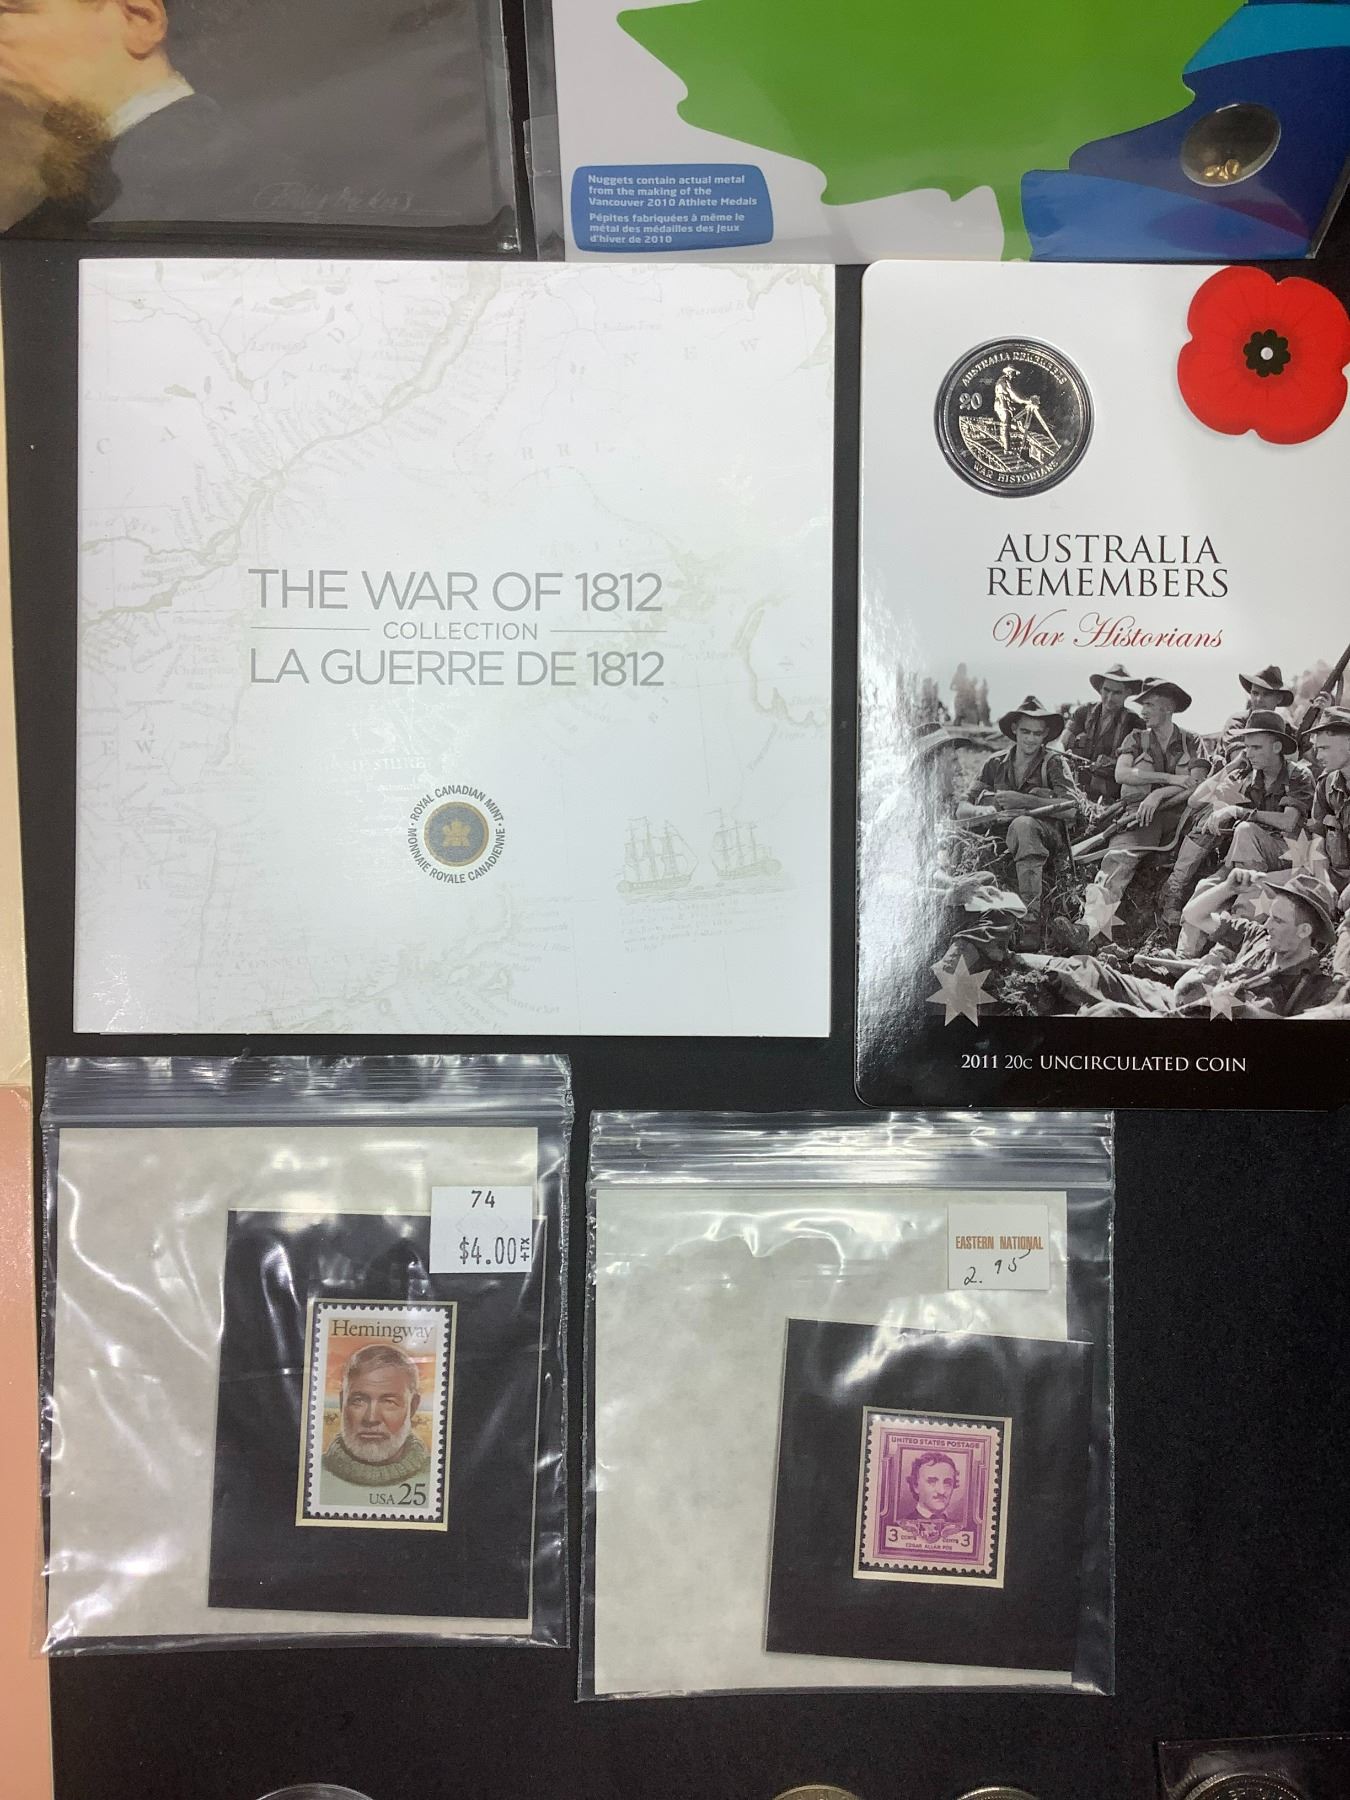 Nuggets contain actual metal
from the making of the
Vancouver 2010 Athlete Medals
Pépites fabriquées à même le
métal des médailles des Jeux
d'hiver de 2010
THE WAR OF 1812
COLLECTION
LA GUERRE DE 1812
ROYAL CANADIAN MINT
MONNAIE ROYALE CANADIENNE
AUSTRALIA REMEMBERS
20
WAR HISTORIANS
AUSTRALIA
REMEMBERS
War Historians
2011 20c UNCIRCULATED COIN
74
$4.00 +TX
Hemingway
USA 25
EASTERN NATIONAL
2.95
UNITED STATES POSTAGE
3 CENTS CENTS 3
EDGAR ALLAN POE